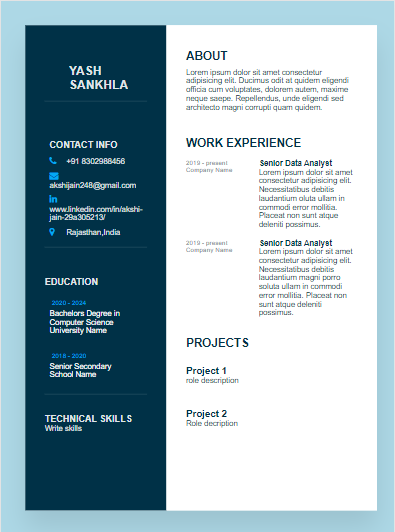 YASH
SANKHLA
CONTACT INFO
+91 8302988456
akshijain248@gmail.com
www.linkedin.com/in/akshi-
jain-29a305213/
Rajasthan,India
EDUCATION
2020 - 2024
Bachelors Degree in
Computer Science
University Name
2018 - 2020
Senior Secondary
School Name
TECHNICAL SKILLS
Write skills
ABOUT
Lorem ipsum dolor sit amet consectetur
adipisicing elit. Ducimus odit at quidem eligendi
officia cum voluptates, dolorem autem, maxime
neque saepe. Repellendus, unde eligendi sed
architecto magni corrupti quam quidem.
WORK EXPERIENCE
2019 - present
Company Name
Senior Data Analyst
Lorem ipsum dolor sit amet
consectetur adipisicing elit.
Necessitatibus debitis
laudantium oluta ullam in
commodi error mollitia.
Placeat non sunt atque
deleniti possimus.
2019 - present
Company Name
Senior Data Analyst
Lorem ipsum dolor sit amet
consectetur adipisicing elit.
Necessitatibus debitis
laudantium magni porro
soluta ullam in commodi
error mollitia. Placeat non
sunt atque deleniti
possimus.
PROJECTS
Project 1
role description
Project 2
Role decription